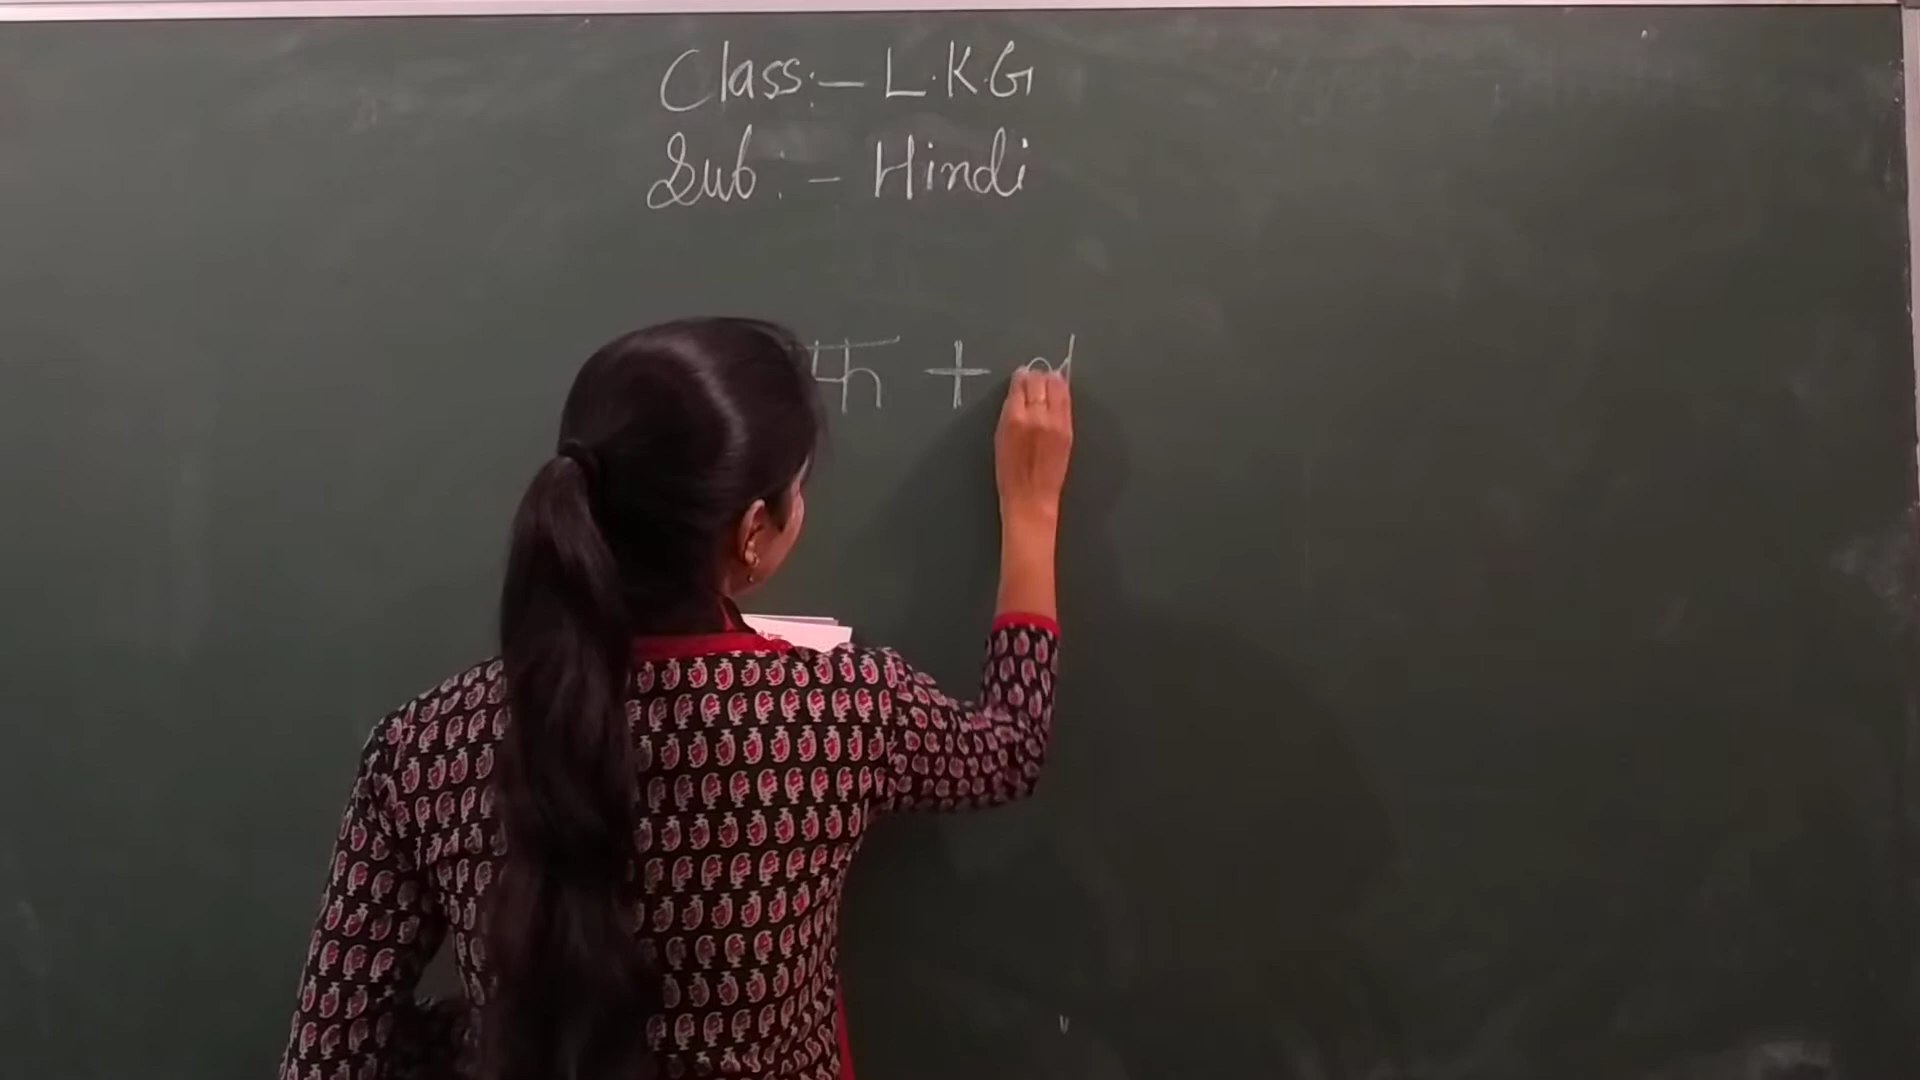 Class:- L.K.G
Sub:- Hindi
+